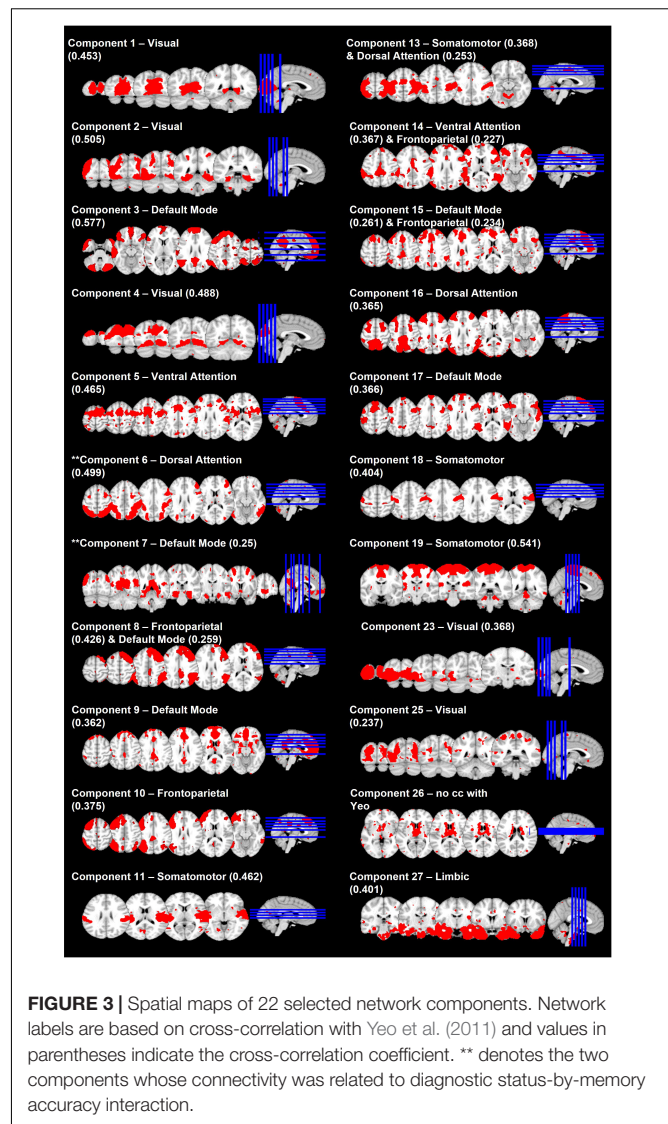 Component 1 – Visual
(0.453)
Component 2 – Visual
(0.505)
Component 3 – Default Mode
(0.577)
Component 4 – Visual (0.488)
Component 5 – Ventral Attention
(0.465)
**Component 6 – Dorsal Attention
(0.499)
**Component 7 – Default Mode (0.25)
Component 8 – Frontoparietal
(0.426) & Default Mode (0.259)
Component 9 – Default Mode
(0.362)
Component 10 – Frontoparietal
(0.375)
Component 11 – Somatomotor (0.462)
Component 13 – Somatomotor (0.368)
& Dorsal Attention (0.253)
Component 14 – Ventral Attention
(0.367) & Frontoparietal (0.227)
Component 15 – Default Mode
(0.261) & Frontoparietal (0.234)
Component 16 – Dorsal Attention
(0.365)
Component 17 – Default Mode
(0.366)
Component 18 – Somatomotor
(0.404)
Component 19 – Somatomotor (0.541)
Component 23 – Visual (0.368)
Component 25 – Visual
(0.237)
Component 26 – no cc with
Yeo
Component 27 – Limbic
(0.401)
FIGURE 3 | Spatial maps of 22 selected network components. Network
labels are based on cross-correlation with Yeo et al. (2011) and values in
parentheses indicate the cross-correlation coefficient. ** denotes the two
components whose connectivity was related to diagnostic status-by-memory
accuracy interaction.